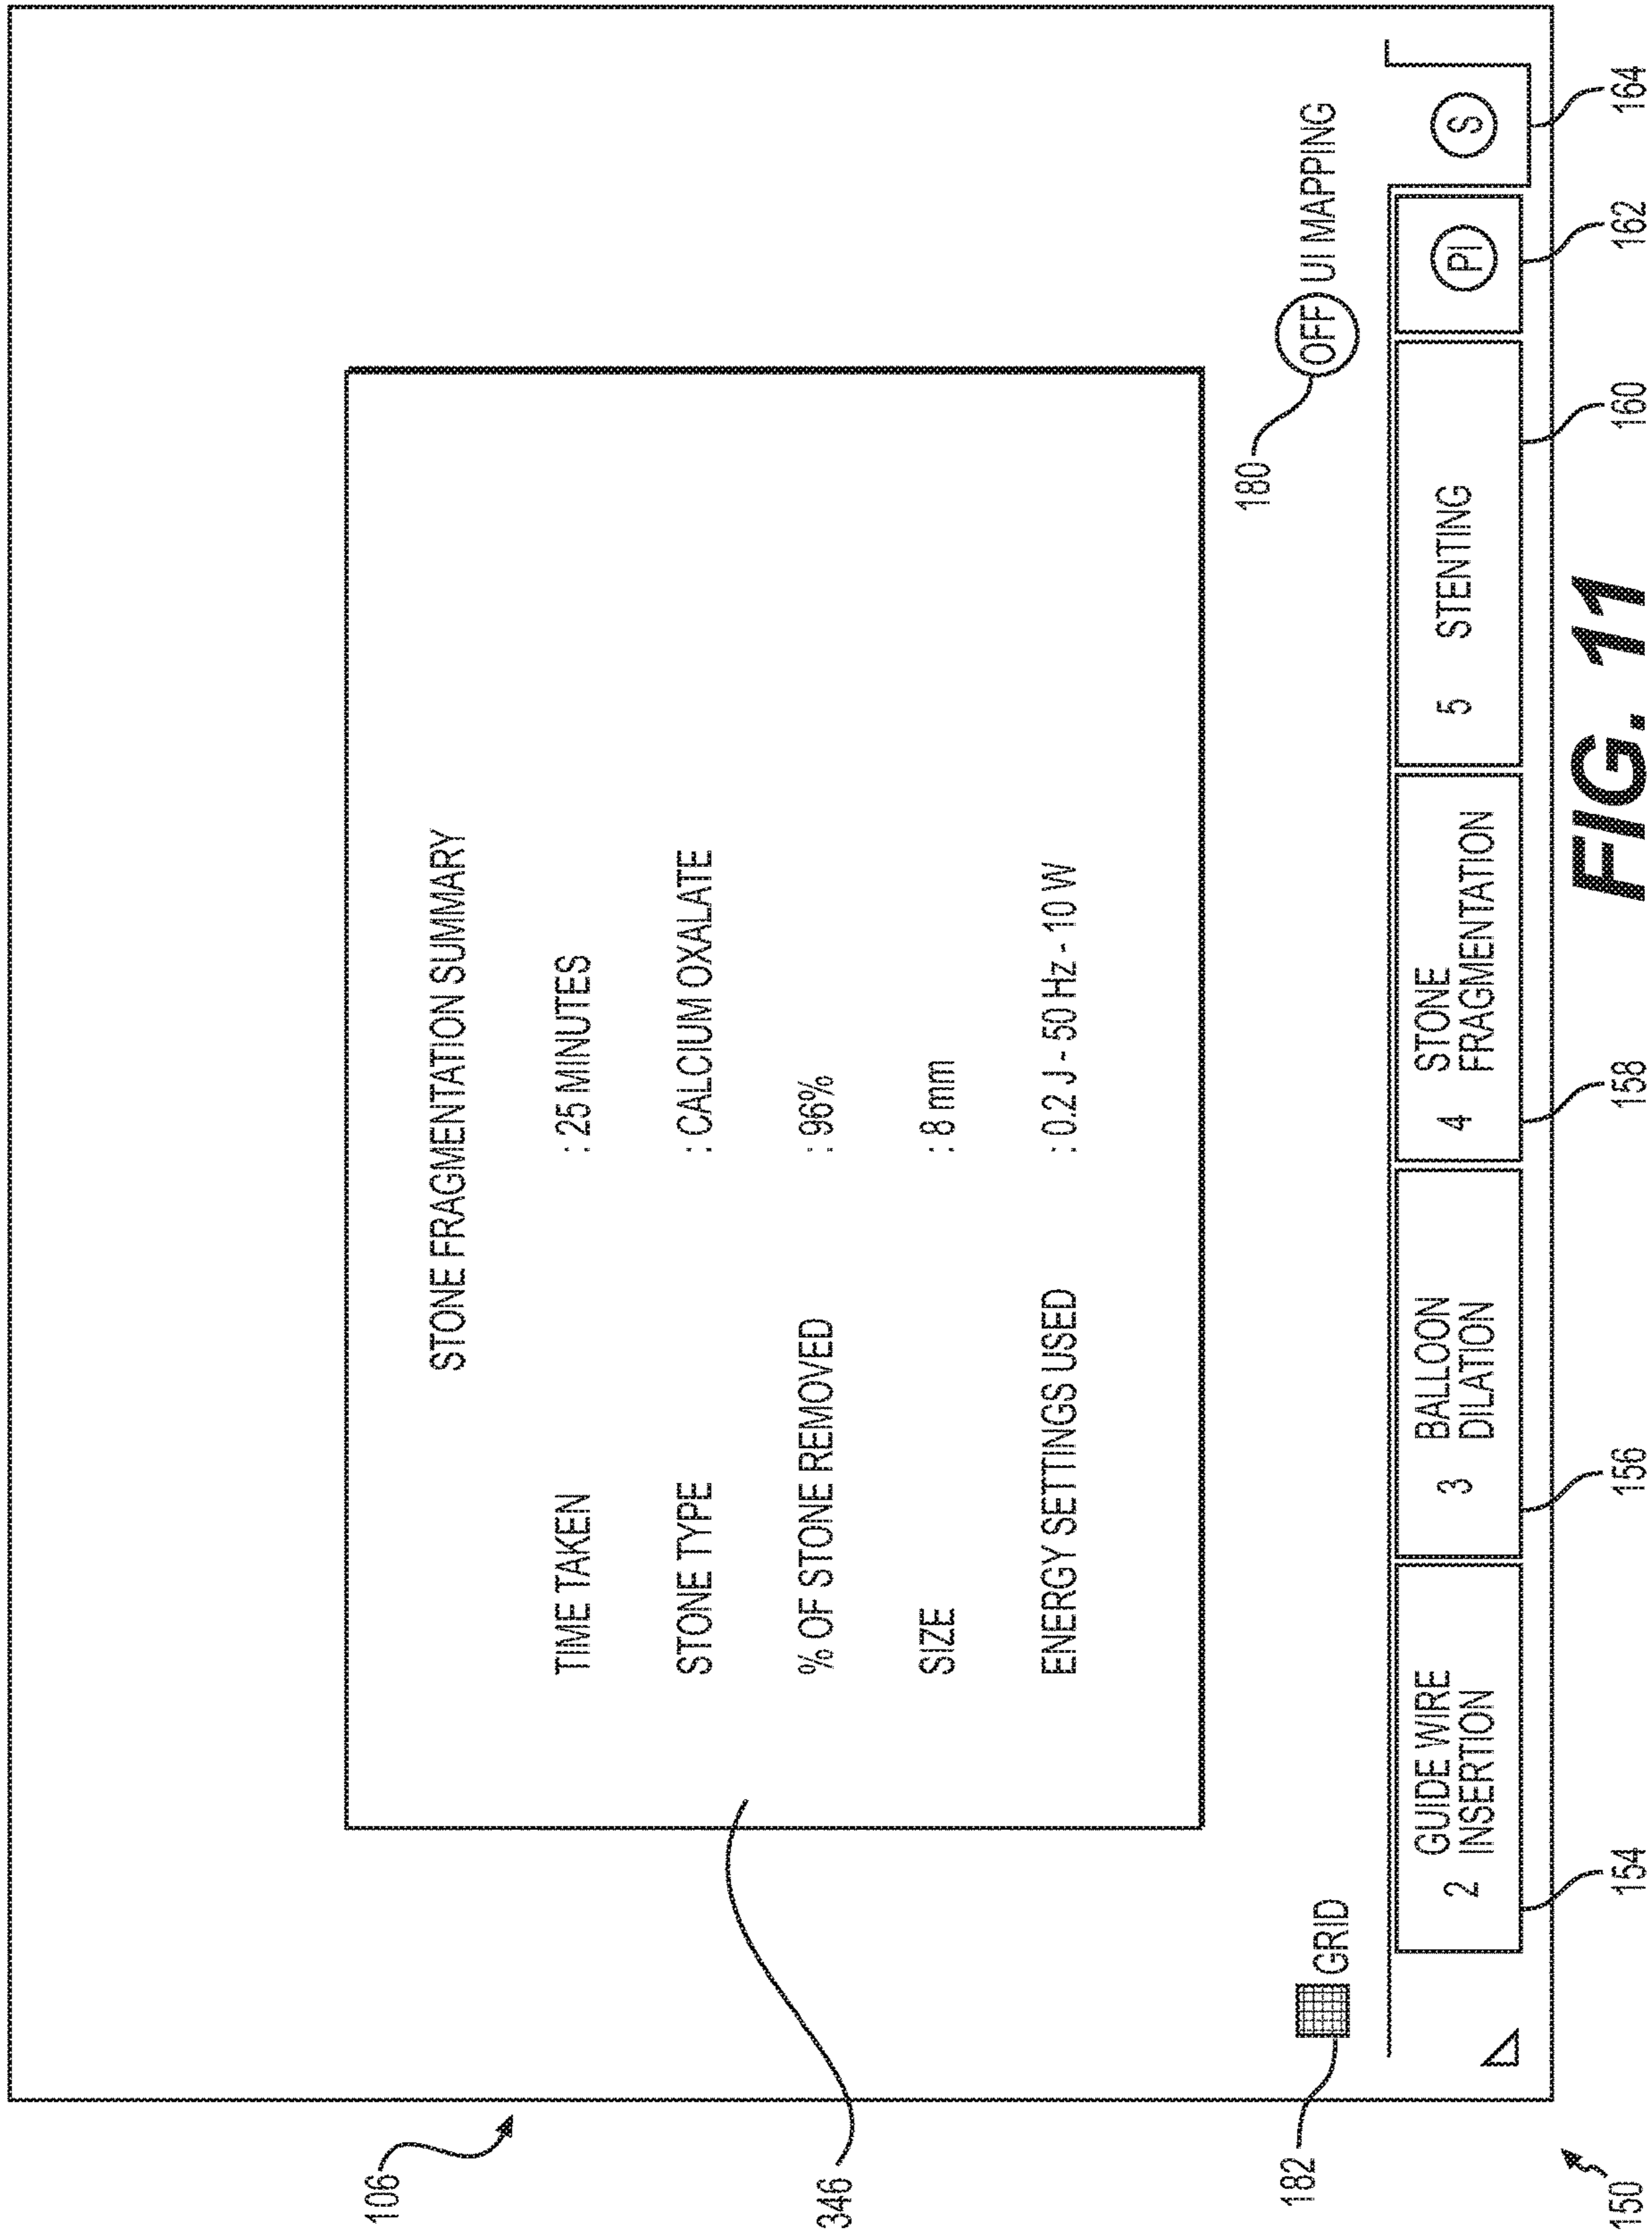 106
STONE FRAGMENTATION SUMMARY
TIME TAKEN : 25 MINUTES
STONE TYPE : CALCIUM OXALATE
% OF STONE REMOVED : 96%
346
SIZE : 8 mm
ENERGY SETTINGS USED : 0.2 J - 50 Hz - 10 W
180
182
GRID
OFF UI MAPPING
2 GUIDE WIRE
INSERTION
3 BALLOON
DILATION
4 STONE
FRAGMENTATION
5 STENTING
PI
S
150
154
156
158
160
162
164
FIG. 11